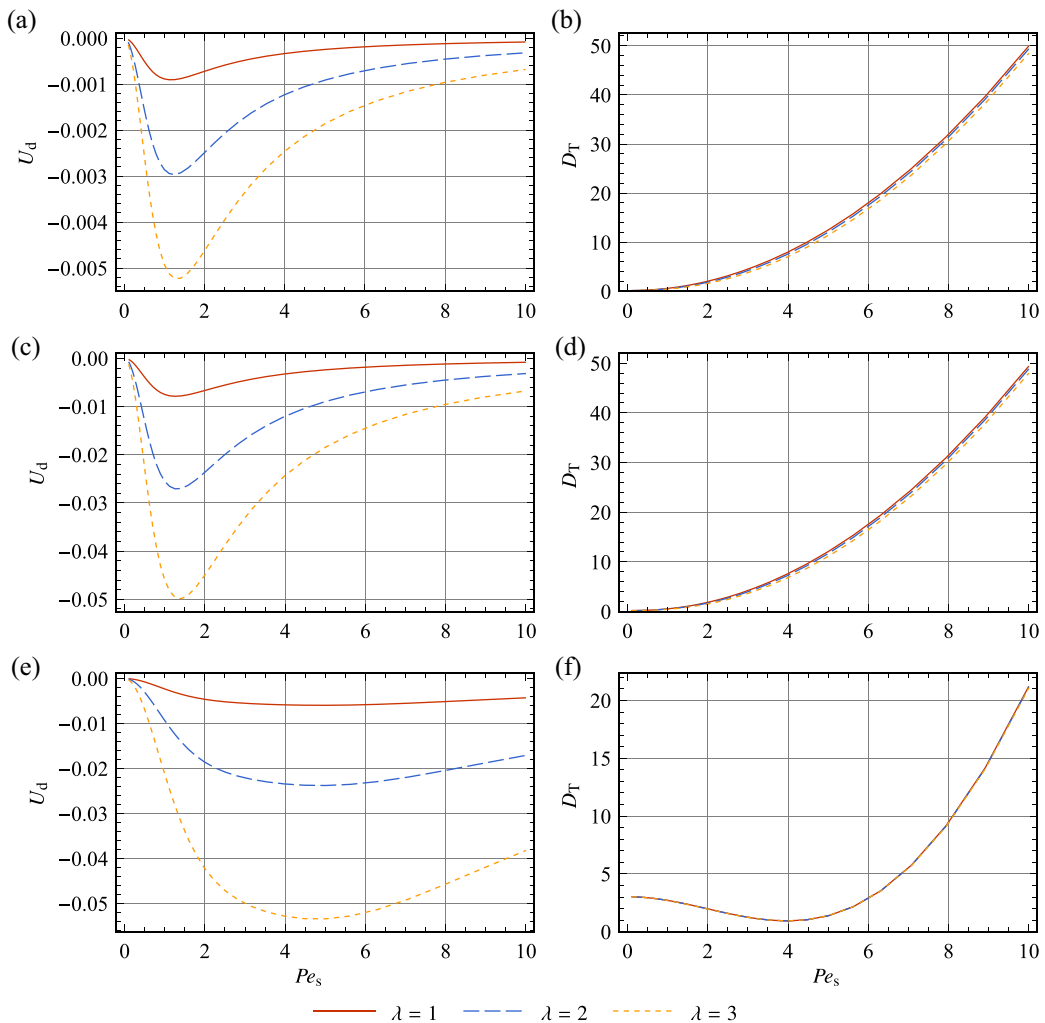 (a)
0.000
−0.001
−0.002
−0.003
−0.004
−0.005
U_d
0 2 4 6 8 10
(b)
50
40
30
20
10
0
D_T
0 2 4 6 8 10
(c)
0.00
−0.01
−0.02
−0.03
−0.04
−0.05
U_d
0 2 4 6 8 10
(d)
50
40
30
20
10
0
D_T
0 2 4 6 8 10
(e)
0.00
−0.01
−0.02
−0.03
−0.04
−0.05
U_d
0 2 4 6 8 10
Pe_s
(f)
20
15
10
5
0
D_T
0 2 4 6 8 10
Pe_s
λ = 1 λ = 2 λ = 3